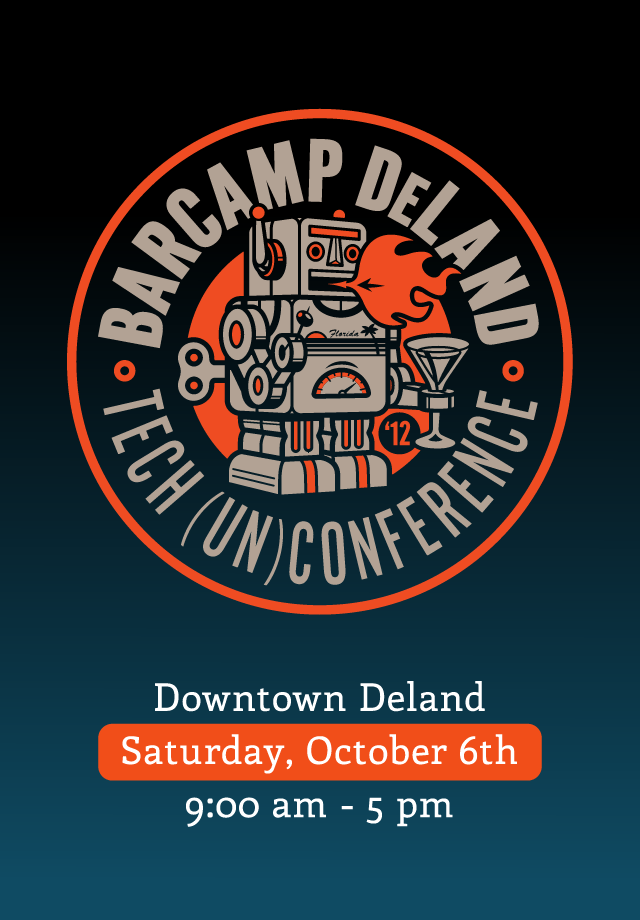 BARCAMP DeLAND
Florida
'12
TECH (UN)CONFERENCE
Downtown Deland
Saturday, October 6th
9:00 am - 5 pm